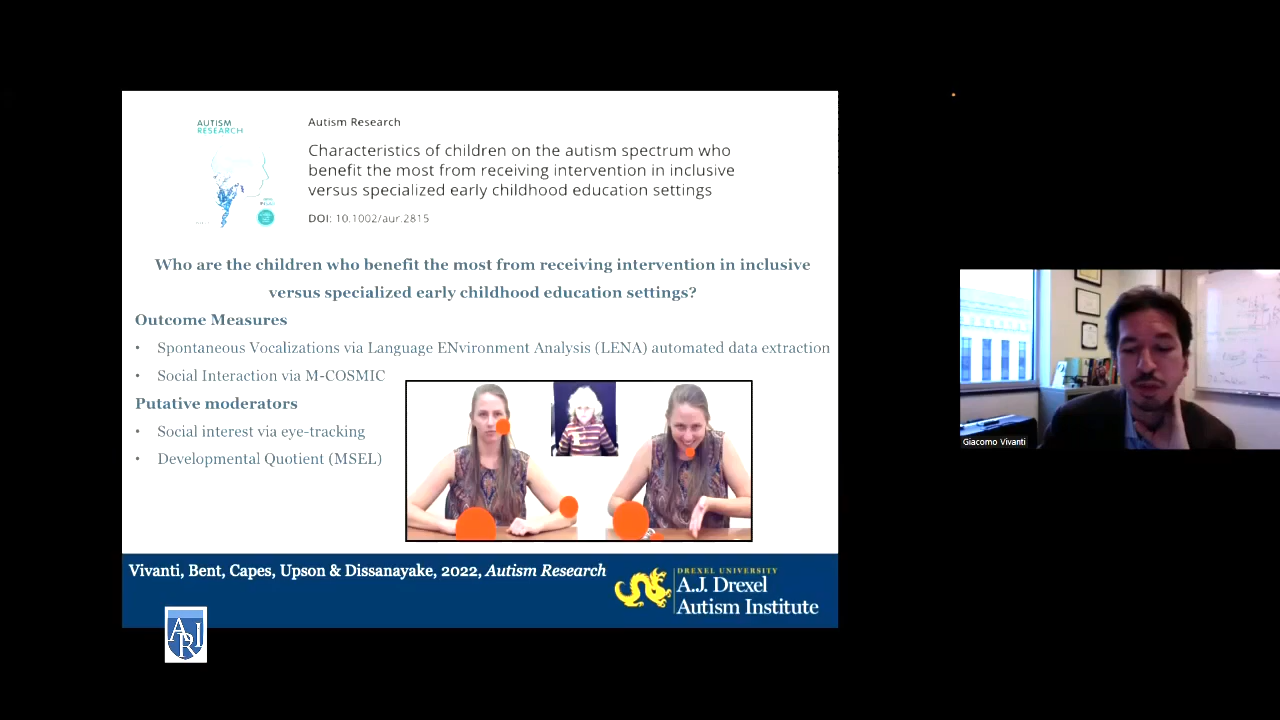 AUTISM
RESEARCH
Autism Research
Characteristics of children on the autism spectrum who
benefit the most from receiving intervention in inclusive
versus specialized early childhood education settings
DOI: 10.1002/aur.2815
Who are the children who benefit the most from receiving intervention in inclusive
versus specialized early childhood education settings?
Outcome Measures
• Spontaneous Vocalizations via Language ENvironment Analysis (LENA) automated data extraction
• Social Interaction via M-COSMIC
Putative moderators
• Social interest via eye-tracking
• Developmental Quotient (MSEL)
Vivanti, Bent, Capes, Upson & Dissanayake, 2022, Autism Research
DREXEL UNIVERSITY
A.J. Drexel
Autism Institute
ARI
Giacomo Vivanti